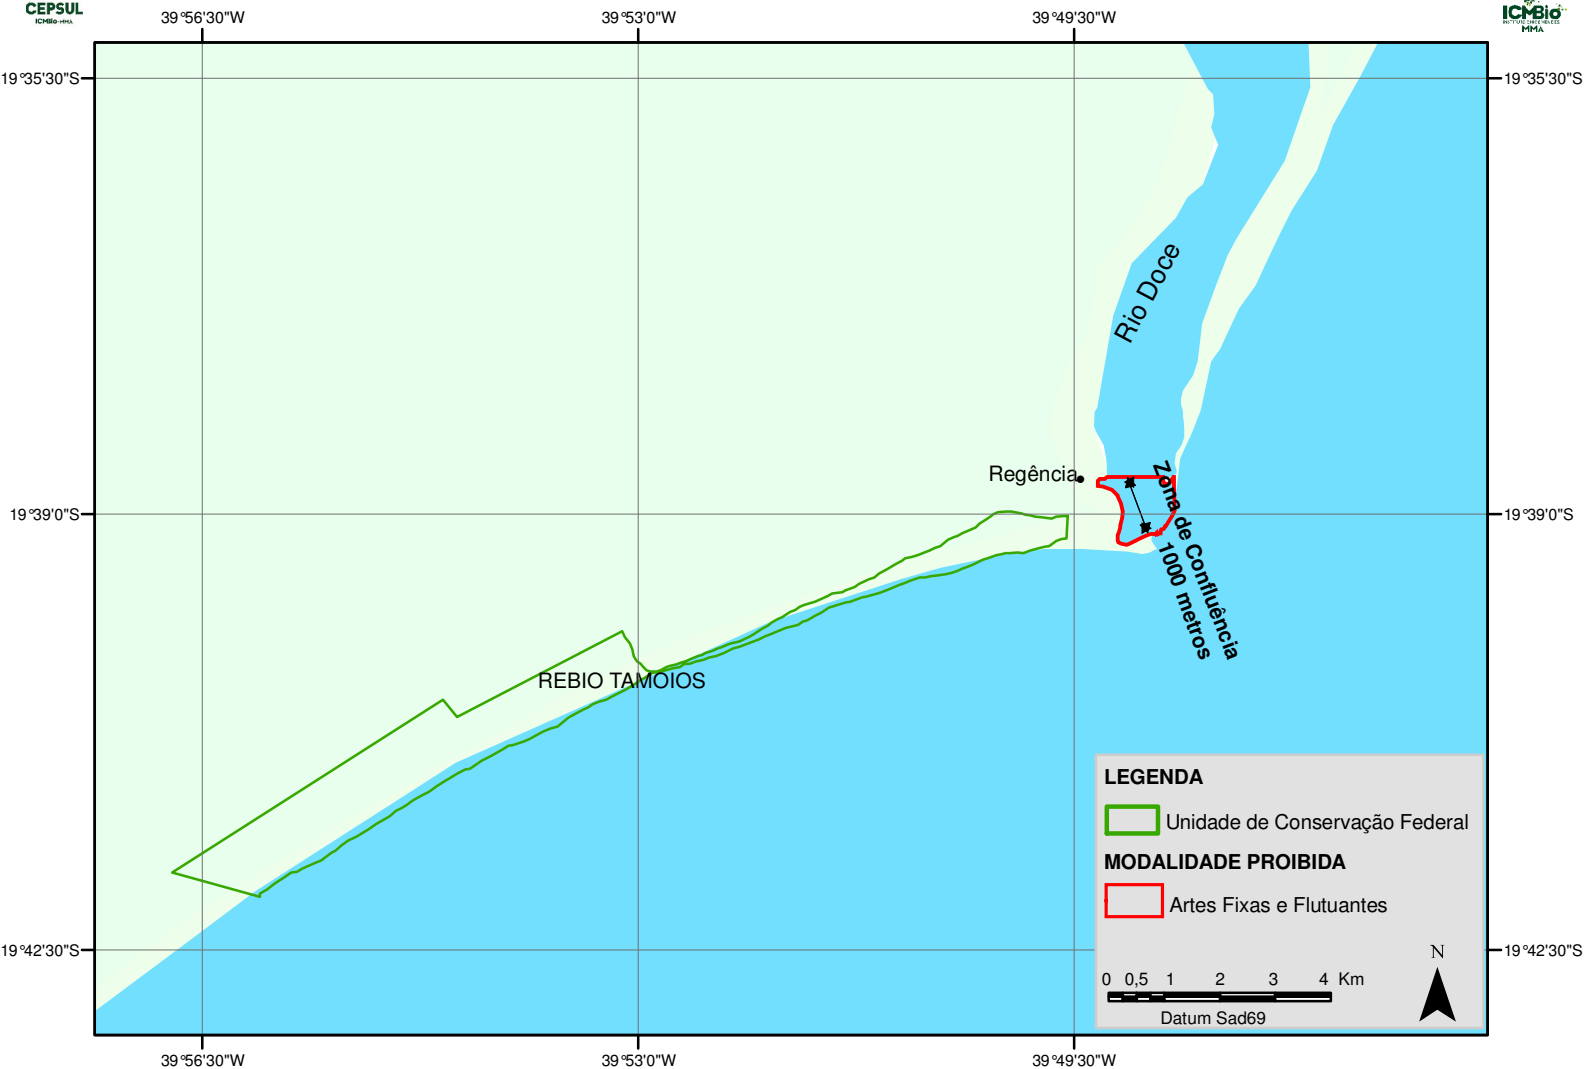 CEPSUL
ICMBio-MMA
ICMBio
MMA
39°56'30"W
39°53'0"W
39°49'30"W
19°35'30"S
19°35'30"S
Rio Doce
Regência
Zona de Confluência
1000 metros
19°39'0"S
19°39'0"S
REBIO TAMOIOS
LEGENDA
Unidade de Conservação Federal
MODALIDADE PROIBIDA
Artes Fixas e Flutuantes
N
0 0,5 1 2 3 4 Km
Datum Sad69
19°42'30"S
19°42'30"S
39°56'30"W
39°53'0"W
39°49'30"W